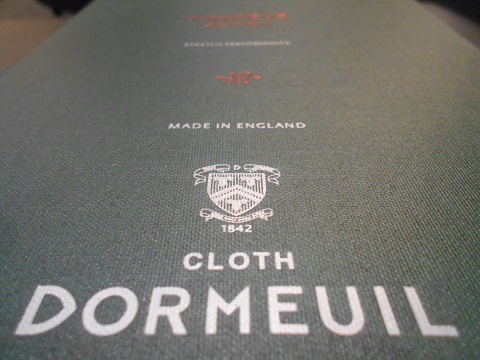 STRETCH PERFORMANCE
MADE IN ENGLAND
D
1842
CLOTH
DORMEUIL